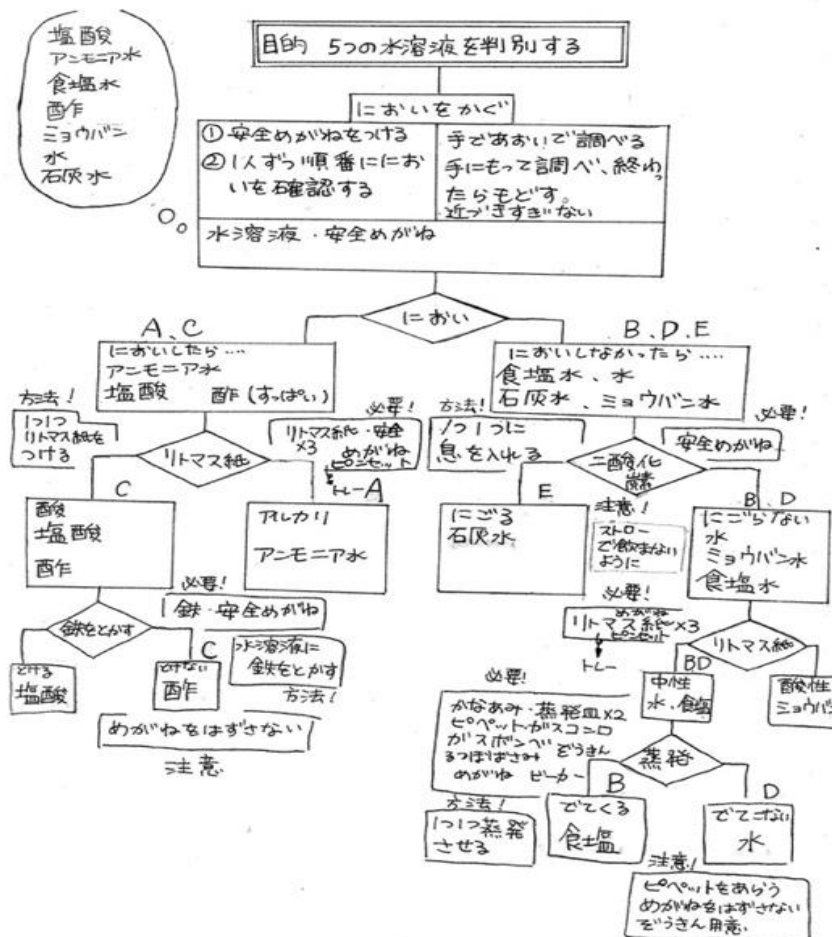 塩酸
アンモニア水
食塩水
酢
ミョウバン
水
石灰水
目的 5つの水溶液を判別する
においをかぐ
① 安全めがねをつける
② 1人ずつ順番ににお
いを確認する
手であおいで調べる
手にもって調べ、終わっ
たらもどす。
近づきすぎない
水溶液・安全めがね
におい
A、C
においしたら....
アンモニア水
塩酸 酢(すっぱい)
B、D、E
においしなかったら....
食塩水、水
石灰水、ミョウバン水
方法!
1つ1つ
リトマス紙を
つける
リトマス紙
必要!
リトマス紙・安全
×3 めがね
ピンセット
トレー
方法!
1つ1つに
息を入れる
二酸化
炭素
必要!
安全めがね
C
酸
塩酸
酢
A
アルカリ
アンモニア水
E
にごる
石灰水
注意!
ストロー
で飲まない
ように
B、D
にごらない
水
ミョウバン水
食塩水
必要!
鉄・安全めがね
鉄をとかす
とける
塩酸
C
とけない
酢
水溶液に
鉄をとかす
方法!
めがねをはずさない
注意
必要!
めがね
リトマス紙×3
ピンセット
トレー
リトマス紙
BD
中性
水、食塩
酸性
ミョウバン
必要!
かなあみ・蒸発皿×2
ピペット・ガスコンロ
ガスボンベ ぞうきん
るつぼばさみ
めがね ビーカー
方法!
1つ1つ蒸発
させる
蒸発
B
でてくる
食塩
D
でてこない
水
注意!
ピペットをあらう
めがねをはずさない
ぞうきん用意